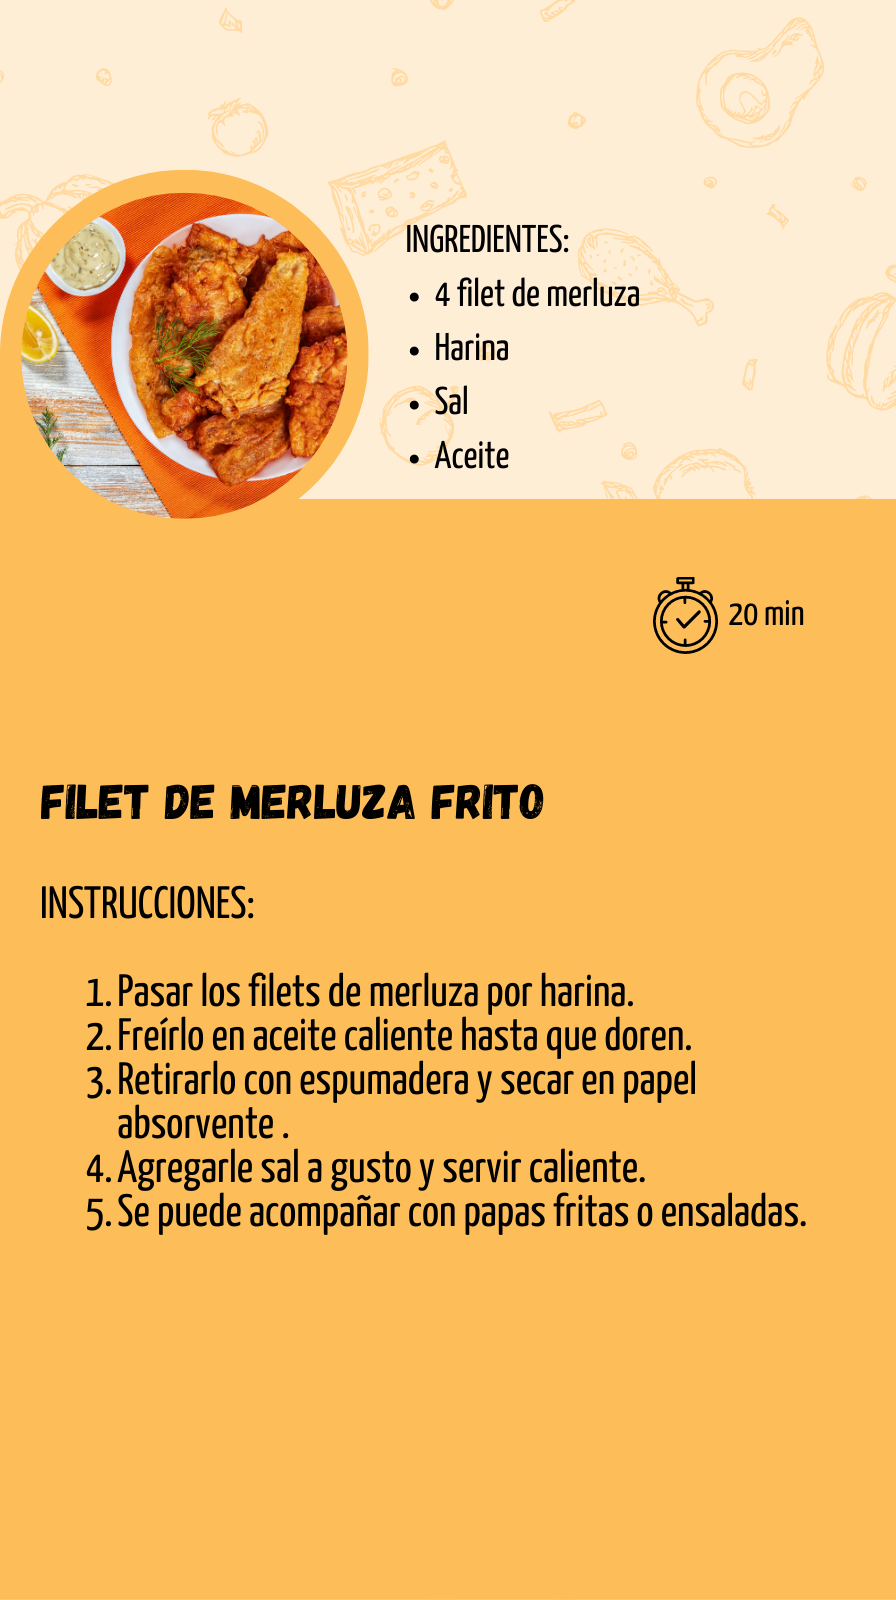 INGREDIENTES:
• 4 filet de merluza
• Harina
• Sal
• Aceite
20 min
FILET DE MERLUZA FRITO
INSTRUCCIONES:
1. Pasar los filets de merluza por harina.
2. Freírlo en aceite caliente hasta que doren.
3. Retirarlo con espumadera y secar en papel
absorvente .
4. Agregarle sal a gusto y servir caliente.
5. Se puede acompañar con papas fritas o ensaladas.